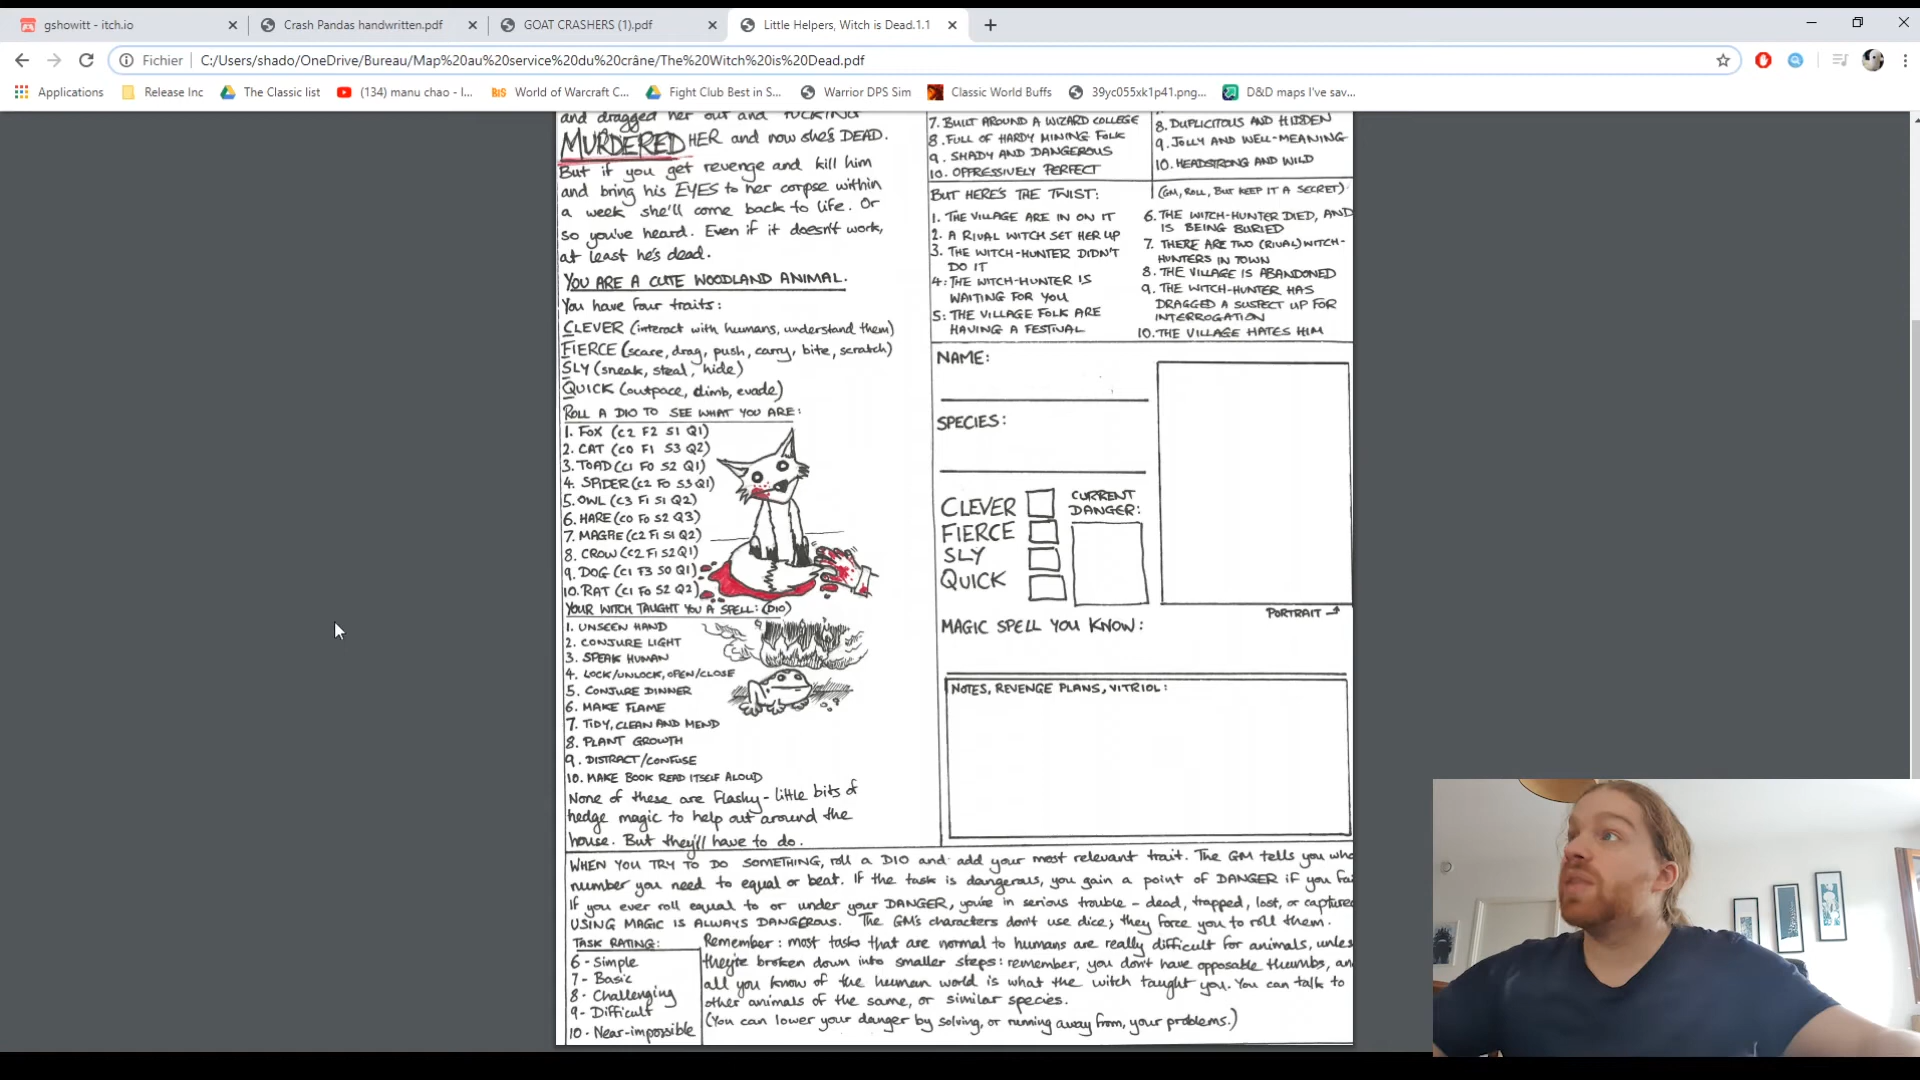 gshowitt - itch.io
Crash Pandas handwritten.pdf
GOAT CRASHERS (1).pdf
Little Helpers, Witch is Dead.1.1
Fichier
C:/Users/shado/OneDrive/Bureau/Map%20au%20service%20du%20crâne/The%20Witch%20is%20Dead.pdf
Applications
Release Inc
The Classic list
(134) manu chao - l...
BIS
World of Warcraft C...
Fight Club Best in S...
Warrior DPS Sim
Classic World Buffs
39yc055xk1p41.png...
D&D maps I've sav...
and dragged her out and FUCKING
MURDERED HER and now she's DEAD.
But if you get revenge and kill him
and bring his EYES to her corpse within
a week she'll come back to life. Or
so you've heard. Even if it doesn't work,
at least he's dead.
YOU ARE A CUTE WOODLAND ANIMAL.
You have four traits:
CLEVER (interact with humans, understand them)
FIERCE (scare, drag, push, carry, bite, scratch)
SLY (sneak, steal, hide)
QUICK (outpace, climb, evade)
ROLL A D10 TO SEE WHAT YOU ARE:
1. FOX (C2 F2 S1 Q1)
2. CAT (C0 F1 S3 Q2)
3. TOAD (C1 F0 S2 Q1)
4. SPIDER (C2 F0 S3 Q1)
5. OWL (C3 F1 S1 Q2)
6. HARE (C0 F0 S2 Q3)
7. MAGPIE (C2 F1 S1 Q2)
8. CROW (C2 F1 S2 Q1)
9. DOG (C1 F3 S0 Q1)
10. RAT (C1 F0 S2 Q2)
YOUR WITCH TAUGHT YOU A SPELL: (D10)
1. UNSEEN HAND
2. CONJURE LIGHT
3. SPEAK HUMAN
4. LOCK/UNLOCK, OPEN/CLOSE
5. CONJURE DINNER
6. MAKE FLAME
7. TIDY, CLEAN AND MEND
8. PLANT GROWTH
9. DISTRACT/CONFUSE
10. MAKE BOOK READ ITSELF ALOUD
None of these are flashy - little bits of
hedge magic to help out around the
house. But they'll have to do.
7. BUILT AROUND A WIZARD COLLEGE
8. FULL OF HARDY MINING FOLK
9. SHADY AND DANGEROUS
10. OPPRESSIVELY PERFECT
8. DUPLICITOUS AND HIDDEN
9. JOLLY AND WELL-MEANING
10. HEADSTRONG AND WILD
BUT HERE'S THE TWIST:
(GM, ROLL, BUT KEEP IT A SECRET)
1. THE VILLAGE ARE IN ON IT
2. A RIVAL WITCH SET HER UP
3. THE WITCH-HUNTER DIDN'T
DO IT
4: THE WITCH-HUNTER IS
WAITING FOR YOU
5: THE VILLAGE FOLK ARE
HAVING A FESTIVAL
6. THE WITCH-HUNTER DIED, AND
IS BEING BURIED
7. THERE ARE TWO (RIVAL) WITCH-
HUNTERS IN TOWN
8. THE VILLAGE IS ABANDONED
9. THE WITCH-HUNTER HAS
DRAGGED A SUSPECT UP FOR
INTERROGATION
10. THE VILLAGE HATES HIM
NAME:
SPECIES:
CLEVER
FIERCE
SLY
QUICK
CURRENT
DANGER:
PORTRAIT
MAGIC SPELL YOU KNOW:
NOTES, REVENGE PLANS, VITRIOL:
WHEN YOU TRY TO DO SOMETHING, roll a D10 and add your most relevant trait. The GM tells you wha
number you need to equal or beat. If the task is dangerous, you gain a point of DANGER if you fai
If you ever roll equal to or under your DANGER, you're in serious trouble - dead, trapped, lost, or captured
USING MAGIC IS ALWAYS DANGEROUS. The GM's characters don't use dice; they force you to roll them.
TASK RATING:
6 - Simple
7 - Basic
8 - Challenging
9 - Difficult
10 - Near-impossible
Remember: most tasks that are normal to humans are really difficult for animals, unles
they're broken down into smaller steps: remember, you don't have opposable thumbs, an
all you know of the human world is what the witch taught you. You can talk to
other animals of the same, or similar species.
(You can lower your danger by solving, or running away from, your problems.)